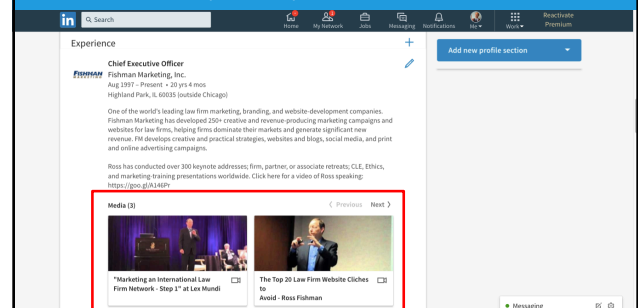 in Search
Home My Network Jobs Messaging Notifications Me Work Reactivate Premium
Experience
Add new profile section
Chief Executive Officer
FISHMAN MARKETING Fishman Marketing, Inc.
Aug 1997 – Present • 20 yrs 4 mos
Highland Park, IL 60035 (outside Chicago)
One of the world's leading law firm marketing, branding, and website-development companies.
Fishman Marketing has developed 250+ creative and revenue-producing marketing campaigns and
websites for law firms, helping firms dominate their markets and generate significant new
revenue. FM develops creative and practical strategies, websites and blogs, social media, and print
and online advertising campaigns.
Ross has conducted over 300 keynote addresses; firm, partner, or associate retreats; CLE, Ethics,
and marketing-training presentations worldwide. Click here for a video of Ross speaking:
https://goo.gl/A146Pr
Media (3)
Previous Next
"Marketing an International Law
Firm Network - Step 1" at Lex Mundi
The Top 20 Law Firm Website Cliches
to
Avoid - Ross Fishman
Messaging